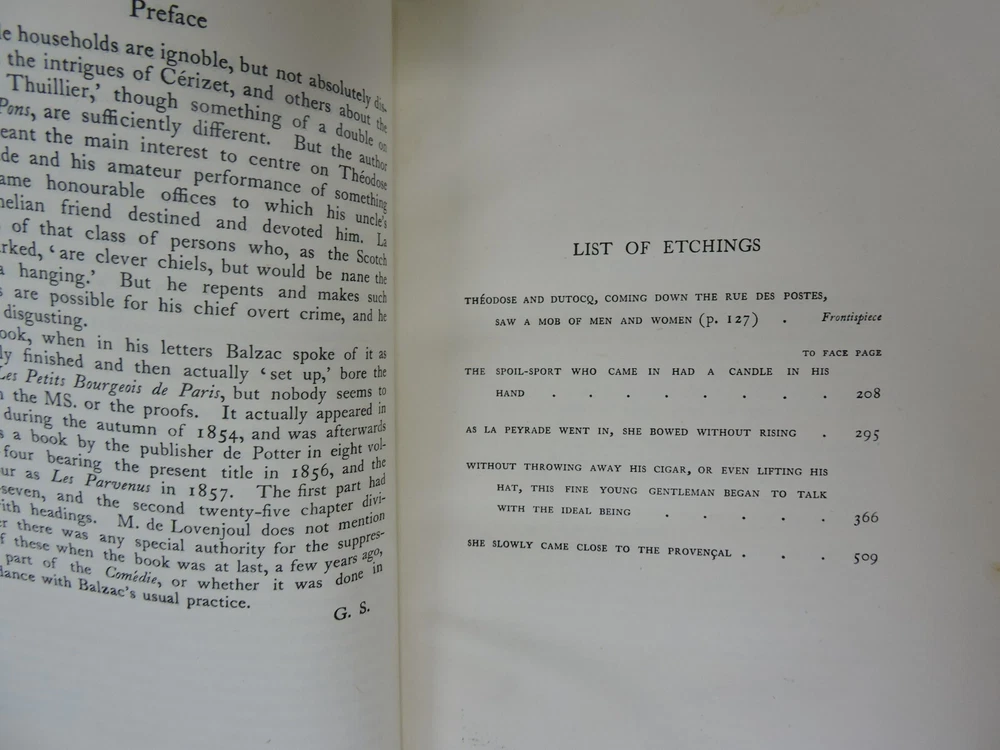 Preface
households are ignoble, but not absolutely dis-
the intrigues of Cérizet, and others about the
Thuillier,' though something of a double on
Pons, are sufficiently different. But the author
eant the main interest to centre on Théodose
de and his amateur performance of something
ame honourable offices to which his uncle's
nelian friend destined and devoted him. La
of that class of persons who, as the Scotch
rked, 'are clever chiels, but would be nane the
a hanging.' But he repents and makes such
s are possible for his chief overt crime, and he
disgusting.
ook, when in his letters Balzac spoke of it as
ly finished and then actually 'set up,' bore the
Les Petits Bourgeois de Paris, but nobody seems to
the MS. or the proofs. It actually appeared in
during the autumn of 1854, and was afterwards
s a book by the publisher de Potter in eight vol-
four bearing the present title in 1856, and the
ur as Les Parvenus in 1857. The first part had
seven, and the second twenty-five chapter divi-
ith headings. M. de Lovenjoul does not mention
er there was any special authority for the suppres-
f these when the book was at last, a few years ago,
part of the Comédie, or whether it was done in
dance with Balzac's usual practice.
G. S.
LIST OF ETCHINGS
THÉODOSE AND DUTOCQ, COMING DOWN THE RUE DES POSTES,
SAW A MOB OF MEN AND WOMEN (p. 127) . Frontispiece
TO FACE PAGE
THE SPOIL-SPORT WHO CAME IN HAD A CANDLE IN HIS
HAND . . . . . . . . 208
AS LA PEYRADE WENT IN, SHE BOWED WITHOUT RISING . 295
WITHOUT THROWING AWAY HIS CIGAR, OR EVEN LIFTING HIS
HAT, THIS FINE YOUNG GENTLEMAN BEGAN TO TALK
WITH THE IDEAL BEING . . . . . 366
SHE SLOWLY CAME CLOSE TO THE PROVENÇAL . . . 509